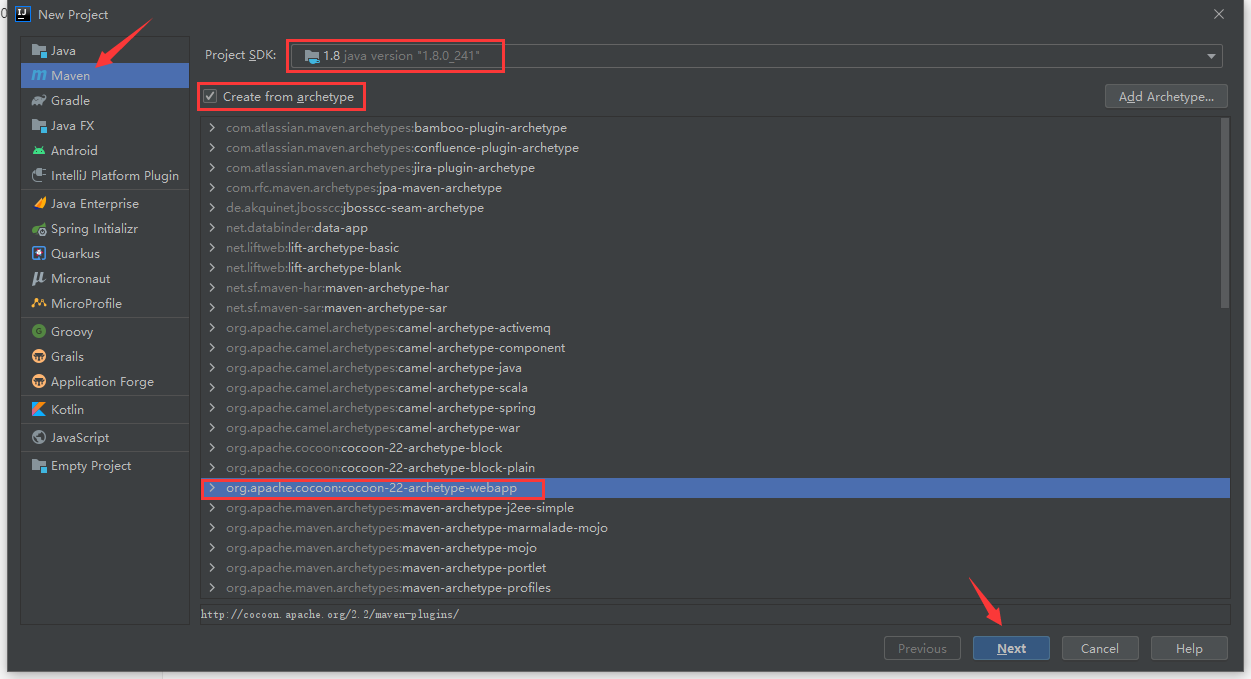 New Project
Java
Maven
Gradle
Java FX
Android
IntelliJ Platform Plugin
Java Enterprise
Spring Initializr
Quarkus
Micronaut
MicroProfile
Groovy
Grails
Application Forge
Kotlin
JavaScript
Empty Project
Project SDK: 1.8 java version "1.8.0_241"
Create from archetype Add Archetype...
com.atlassian.maven.archetypes:bamboo-plugin-archetype
com.atlassian.maven.archetypes:confluence-plugin-archetype
com.atlassian.maven.archetypes:jira-plugin-archetype
com.rfc.maven.archetypes:jpa-maven-archetype
de.akquinet.jbosscc:jbosscc-seam-archetype
net.databinder:data-app
net.liftweb:lift-archetype-basic
net.liftweb:lift-archetype-blank
net.sf.maven-har:maven-archetype-har
net.sf.maven-sar:maven-archetype-sar
org.apache.camel.archetypes:camel-archetype-activemq
org.apache.camel.archetypes:camel-archetype-component
org.apache.camel.archetypes:camel-archetype-java
org.apache.camel.archetypes:camel-archetype-scala
org.apache.camel.archetypes:camel-archetype-spring
org.apache.camel.archetypes:camel-archetype-war
org.apache.cocoon:cocoon-22-archetype-block
org.apache.cocoon:cocoon-22-archetype-block-plain
org.apache.cocoon:cocoon-22-archetype-webapp
org.apache.maven.archetypes:maven-archetype-j2ee-simple
org.apache.maven.archetypes:maven-archetype-marmalade-mojo
org.apache.maven.archetypes:maven-archetype-mojo
org.apache.maven.archetypes:maven-archetype-portlet
org.apache.maven.archetypes:maven-archetype-profiles
http://cocoon.apache.org/2.2/maven-plugins/
Previous Next Cancel Help